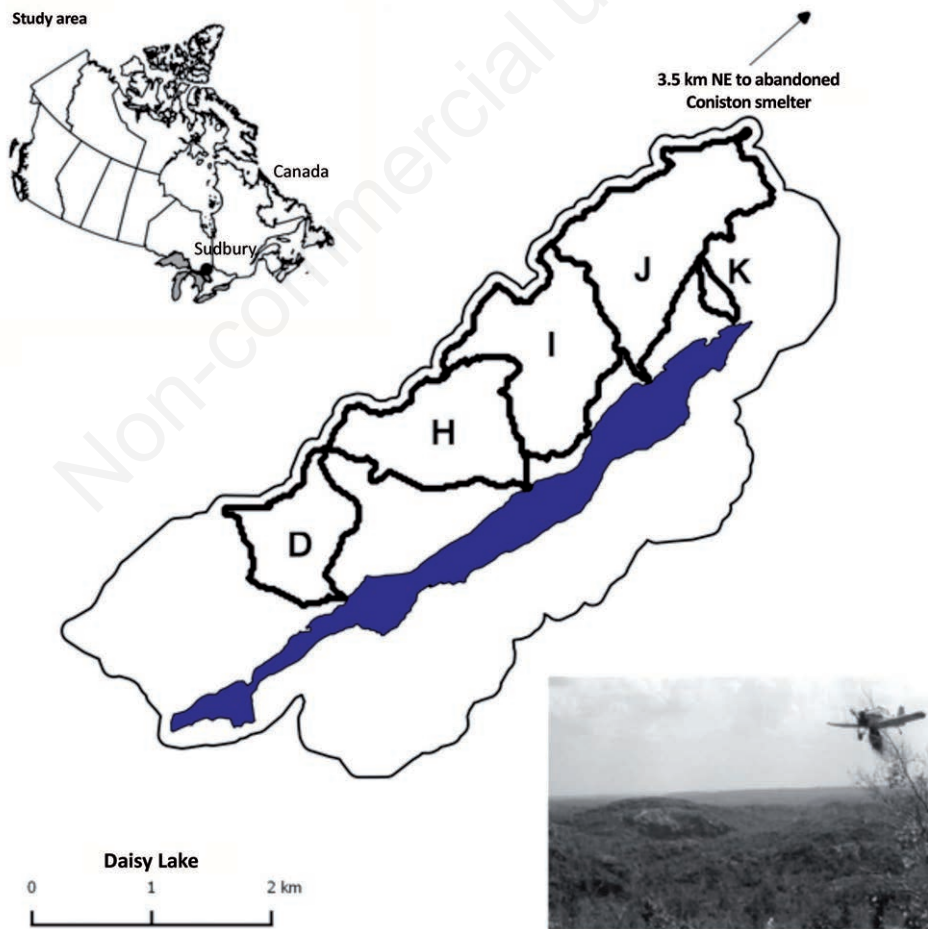 Study area
3.5 km NE to abandoned
Coniston smelter
Canada
Sudbury
K
J
I
H
D
Daisy Lake
0 1 2 km
Non-commercial u